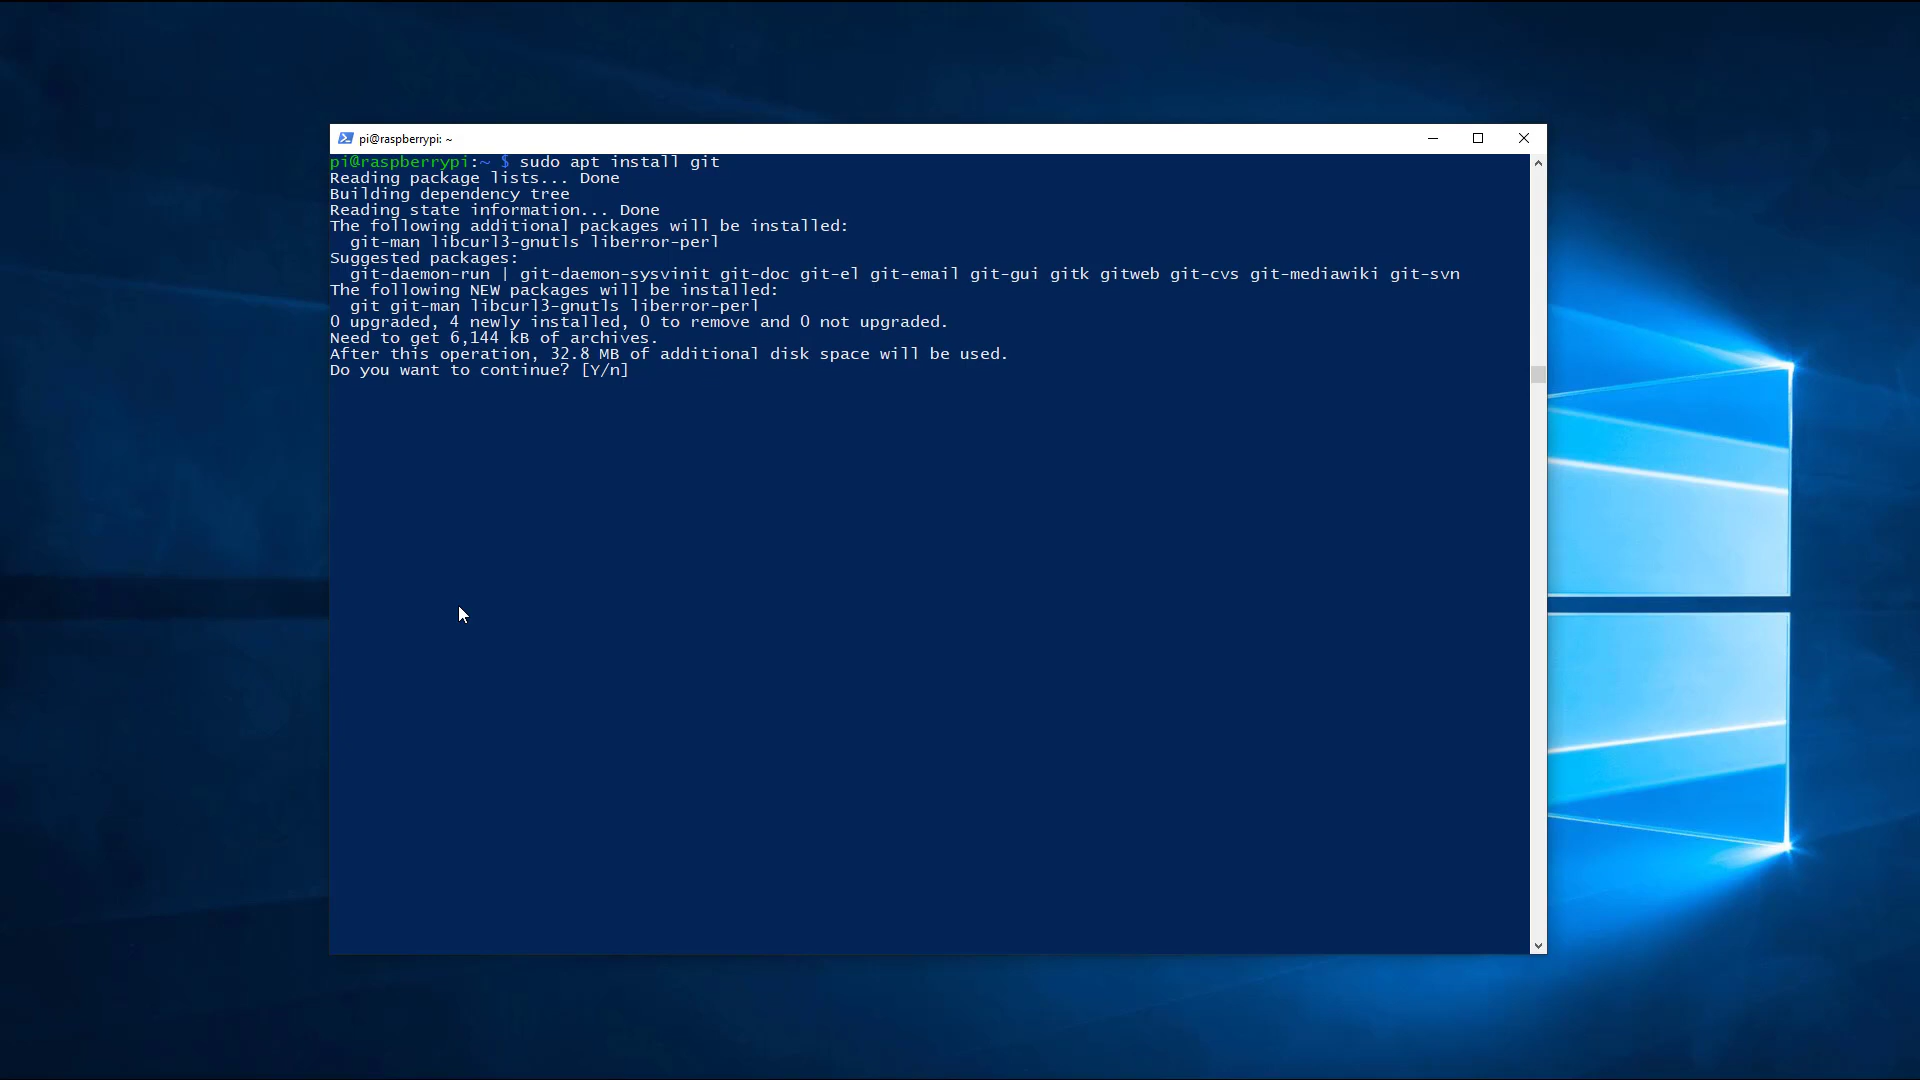 pi@raspberrypi: ~
pi@raspberrypi:~ $ sudo apt install git
Reading package lists... Done
Building dependency tree
Reading state information... Done
The following additional packages will be installed:
  git-man libcurl3-gnutls liberror-perl
Suggested packages:
  git-daemon-run | git-daemon-sysvinit git-doc git-el git-email git-gui gitk gitweb git-cvs git-mediawiki git-svn
The following NEW packages will be installed:
  git git-man libcurl3-gnutls liberror-perl
0 upgraded, 4 newly installed, 0 to remove and 0 not upgraded.
Need to get 6,144 kB of archives.
After this operation, 32.8 MB of additional disk space will be used.
Do you want to continue? [Y/n]